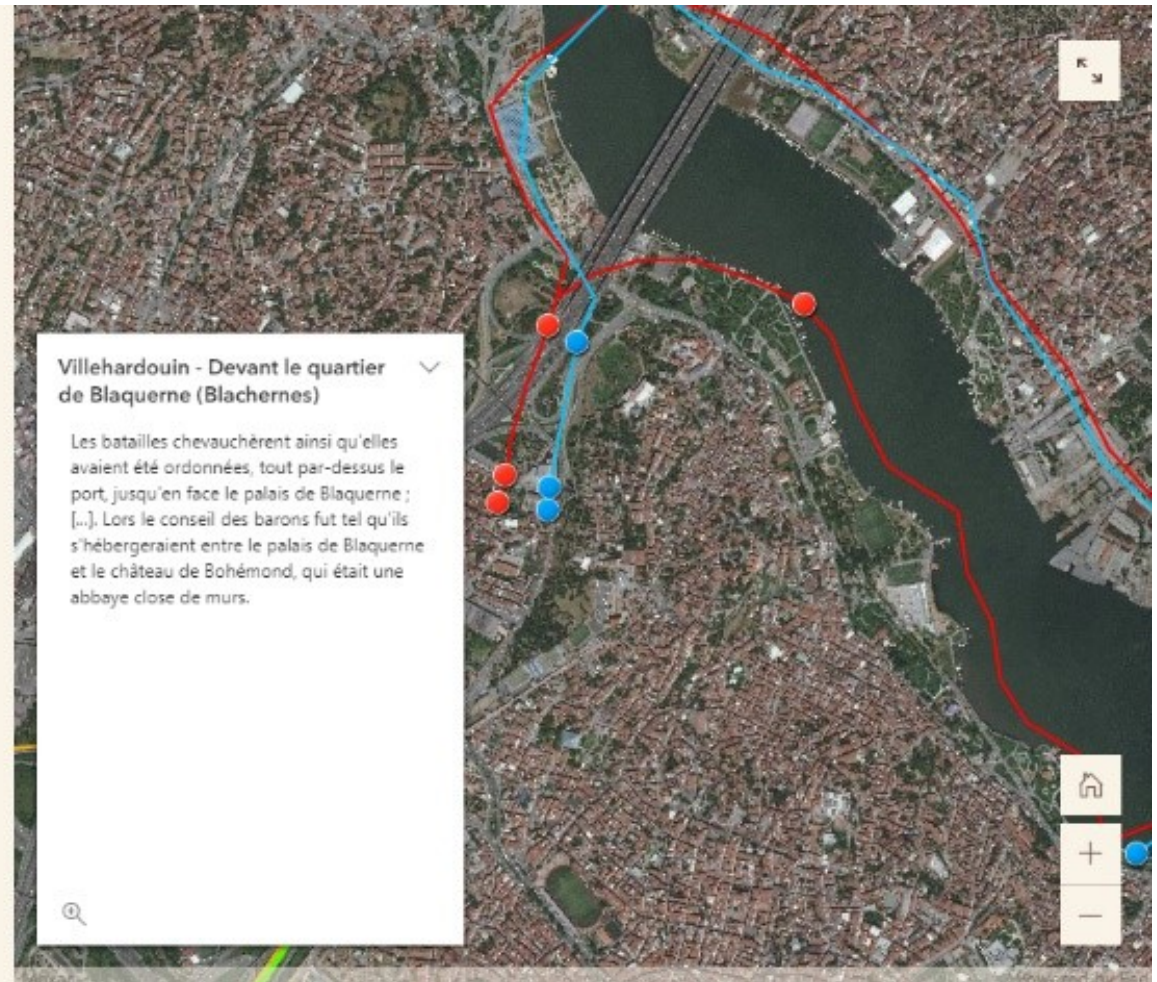 Villehardouin - Devant le quartier
de Blaquerne (Blachernes)
Les batailles chevauchèrent ainsi qu'elles
avaient été ordonnées, tout par-dessus le
port, jusqu'en face le palais de Blaquerne ;
[...]. Lors le conseil des barons fut tel qu'ils
s'hébergeraient entre le palais de Blaquerne
et le château de Bohémond, qui était une
abbaye close de murs.